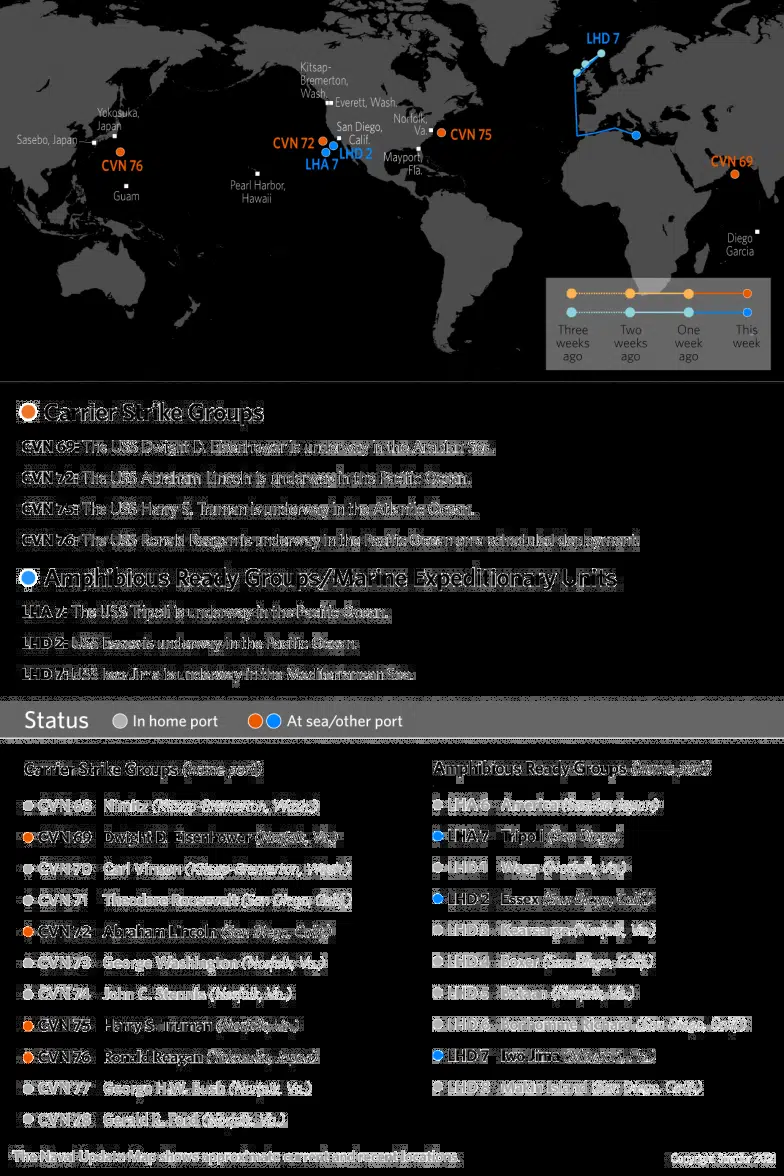 LHD 7
Kitsap-
Bremerton,
Wash.
Everett, Wash.
Yokosuka,
Japan
Sasebo, Japan
CVN 76
Guam
Pearl Harbor,
Hawaii
CVN 72
San Diego,
Calif.
LHD 2
LHA 7
Norfolk,
Va.
CVN 75
Mayport,
Fla.
CVN 69
Diego
Garcia
Three weeks ago
Two weeks ago
One week ago
This week
Carrier Strike Groups
CVN 69: The USS Dwight D. Eisenhower is underway in the Arabian Sea.
CVN 72: The USS Abraham Lincoln is underway in the Pacific Ocean.
CVN 75: The USS Harry S. Truman is underway in the Atlantic Ocean.
CVN 76: The USS Ronald Reagan is underway in the Pacific Ocean on a scheduled deployment.
Amphibious Ready Groups/Marine Expeditionary Units
LHA 7: The USS Tripoli is underway in the Pacific Ocean.
LHD 2: USS Essex is underway in the Pacific Ocean.
LHD 7:USS Iwo Jima is underway in the Mediterranean Sea.
Status
In home port
At sea/other port
Carrier Strike Groups (home port)
CVN 68 Nimitz (Kitsap-Bremerton, Wash.)
CVN 69 Dwight D. Eisenhower (Norfolk, Va.)
CVN 70 Carl Vinson (Kitsap-Bremerton, Wash.)
CVN 71 Theodore Roosevelt (San Diego, Calif.)
CVN 72 Abraham Lincoln (San Diego, Calif.)
CVN 73 George Washington (Norfolk, Va.)
CVN 74 John C. Stennis (Norfolk, Va.)
CVN 75 Harry S. Truman (Norfolk, Va.)
CVN 76 Ronald Reagan (Yokosuka, Japan)
CVN 77 George H.W. Bush (Norfolk, Va.)
CVN 78 Gerald R. Ford (Norfolk, Va.)
Amphibious Ready Groups (home port)
LHA 6 America (Sasebo, Japan)
LHA 7 Tripoli (San Diego)
LHD 1 Wasp (Norfolk, Va.)
LHD 2 Essex (San Diego, Calif.)
LHD 3 Kearsarge (Norfolk, Va.)
LHD 4 Boxer (San Diego, Calif.)
LHD 5 Bataan (Norfolk, Va.)
LHD 6 Bonhomme Richard (San Diego, Calif.)
LHD 7 Iwo Jima
LHD 8 Makin Island (San Diego, Calif.)
The Naval Update Map shows approximate current and recent locations.
Copyright Stratfor